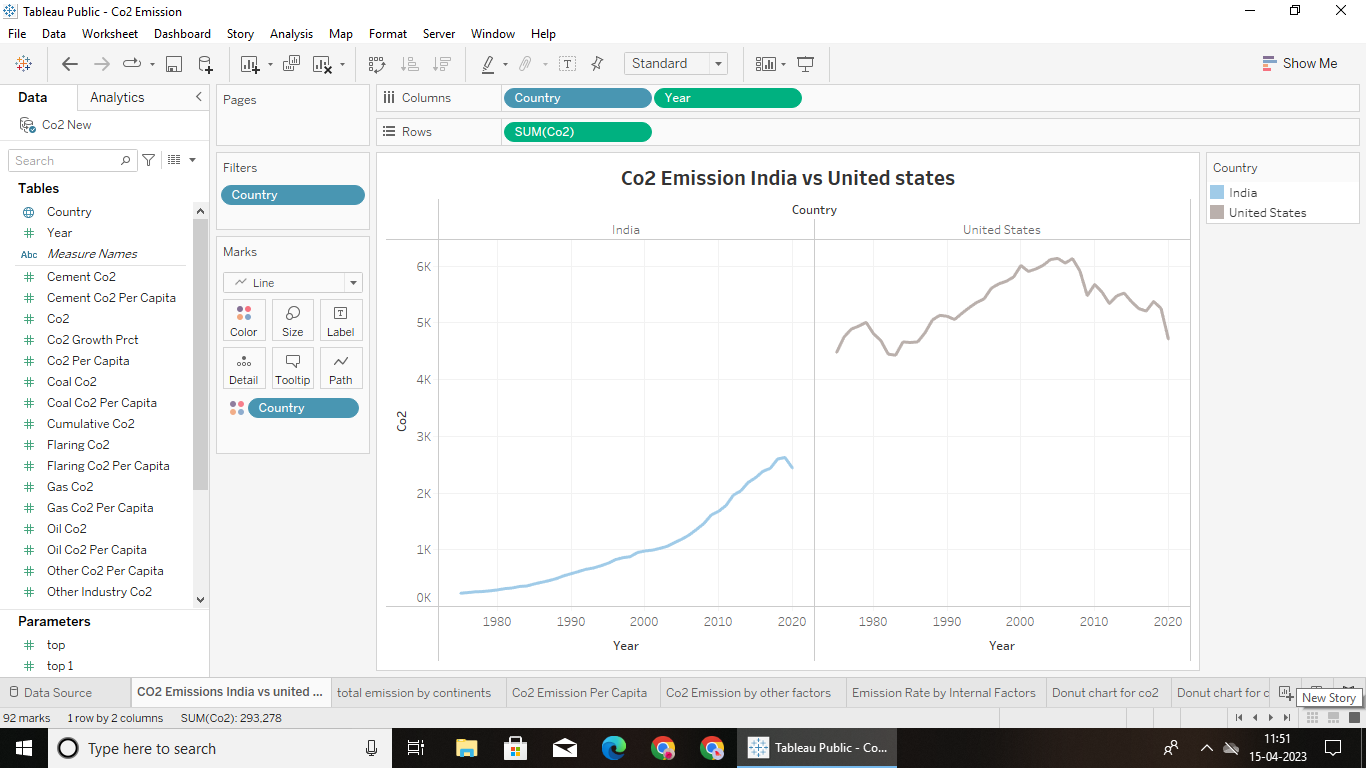 Tableau Public - Co2 Emission
File Data Worksheet Dashboard Story Analysis Map Format Server Window Help
Standard
Show Me
Data Analytics
Co2 New
Search
Tables
Country
Year
Abc Measure Names
Cement Co2
Cement Co2 Per Capita
Co2
Co2 Growth Prct
Co2 Per Capita
Coal Co2
Coal Co2 Per Capita
Cumulative Co2
Flaring Co2
Flaring Co2 Per Capita
Gas Co2
Gas Co2 Per Capita
Oil Co2
Oil Co2 Per Capita
Other Co2 Per Capita
Other Industry Co2
Parameters
top
top 1
Pages
Filters
Country
Marks
Line
Color Size Label
Detail Tooltip Path
Country
Columns Country Year
Rows SUM(Co2)
Co2 Emission India vs United states
Country
India United States
6K
5K
4K
3K
2K
1K
0K
Co2
1980 1990 2000 2010 2020 1980 1990 2000 2010 2020
Year Year
Country
India
United States
Data Source CO2 Emissions India vs united ... total emission by continents Co2 Emission Per Capita Co2 Emission by other factors Emission Rate by Internal Factors Donut chart for co2 Donut chart for c
New Story
92 marks 1 row by 2 columns SUM(Co2): 293,278
Type here to search
Tableau Public - Co...
11:51
15-04-2023